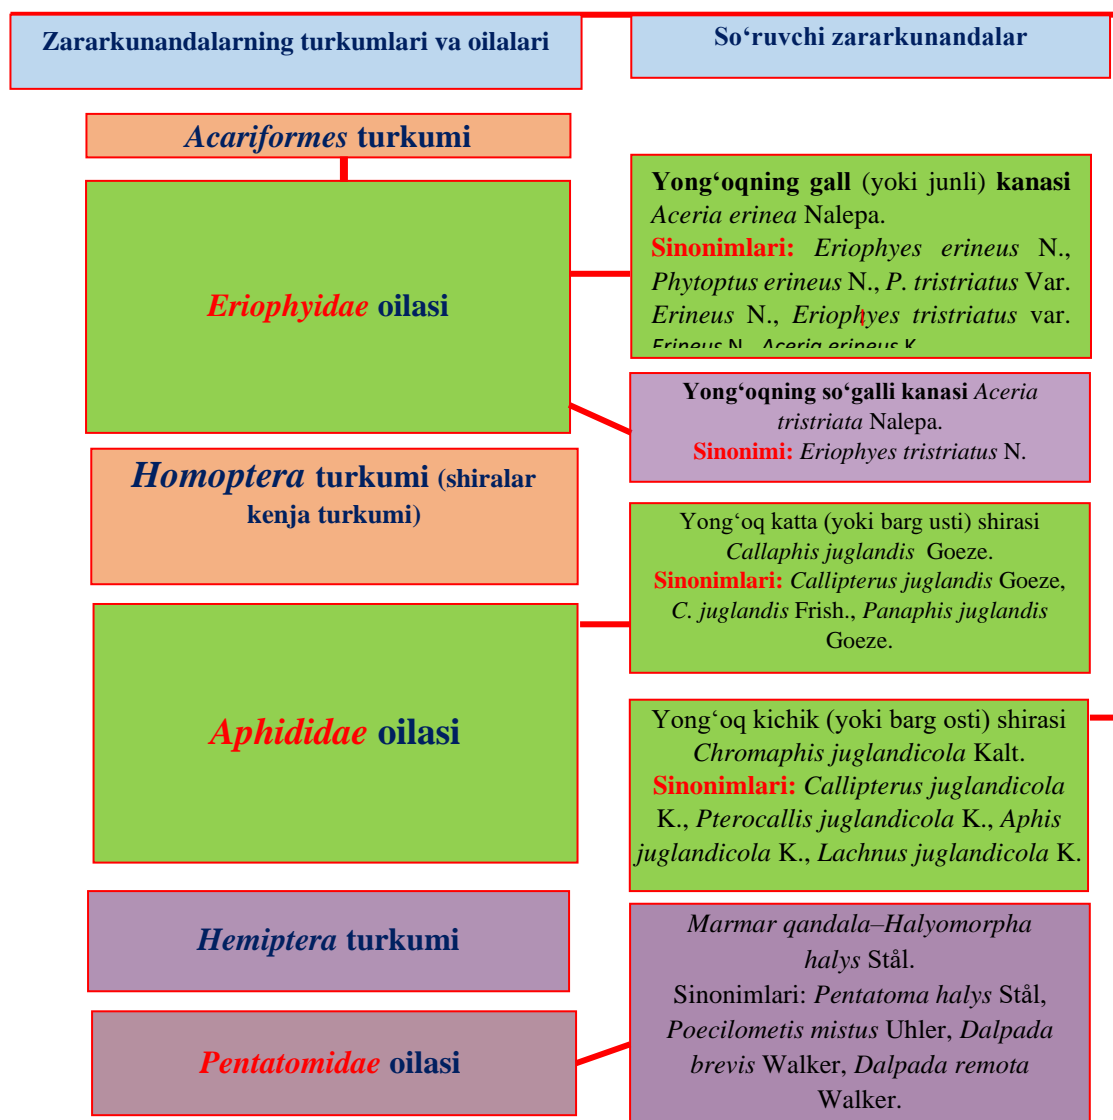 Zararkunandalarning turkumlari va oilalari
So‘ruvchi zararkunandalar
Acariformes turkumi
Eriophyidae oilasi
Yong‘oqning gall (yoki junli) kanasi
Aceria erinea Nalepa.
Sinonimlari: Eriophyes erineus N.,
Phytoptus erineus N., P. tristriatus Var.
Erineus N., Eriophyes tristriatus var.
Erineus N., Aceria erineus K
Yong‘oqning so‘galli kanasi Aceria
tristriata Nalepa.
Sinonimi: Eriophyes tristriatus N.
Homoptera turkumi (shiralar
kenja turkumi)
Aphididae oilasi
Yong‘oq katta (yoki barg usti) shirasi
Callaphis juglandis Goeze.
Sinonimlari: Callipterus juglandis Goeze,
C. juglandis Frish., Panaphis juglandis
Goeze.
Yong‘oq kichik (yoki barg osti) shirasi
Chromaphis juglandicola Kalt.
Sinonimlari: Callipterus juglandicola
K., Pterocallis juglandicola K., Aphis
juglandicola K., Lachnus juglandicola K.
Hemiptera turkumi
Pentatomidae oilasi
Marmar qandala–Halyomorpha
halys Stål.
Sinonimlari: Pentatoma halys Stål,
Poecilometis mistus Uhler, Dalpada
brevis Walker, Dalpada remota
Walker.